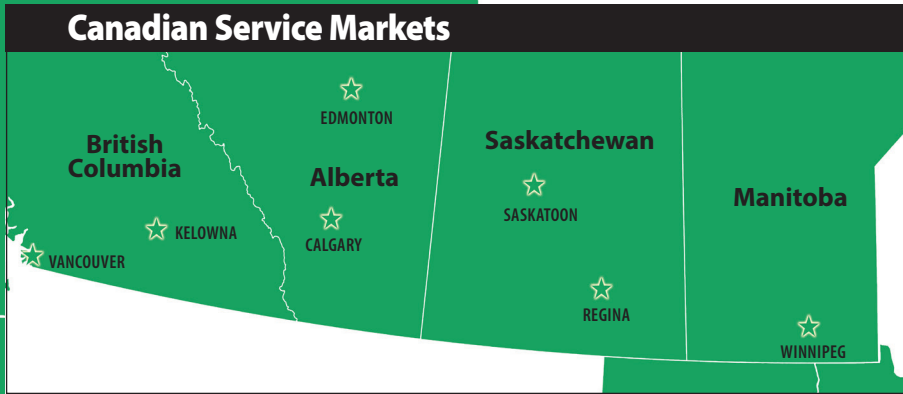 Canadian Service Markets
EDMONTON
British
Columbia
Saskatchewan
Alberta
SASKATOON
Manitoba
KELOWNA
CALGARY
VANCOUVER
REGINA
WINNIPEG